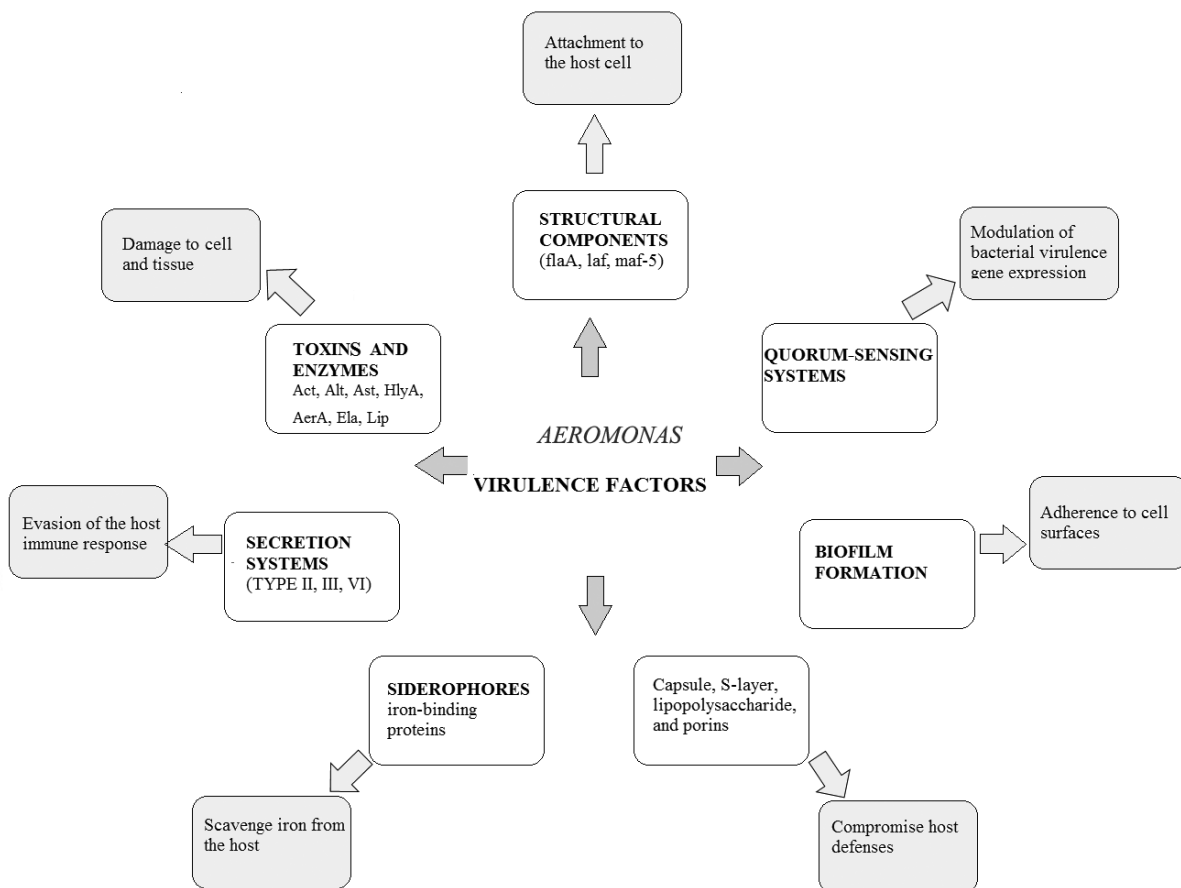 Attachment to
the host cell
STRUCTURAL
COMPONENTS
(flaA, laf, maf-5)
Damage to cell
and tissue
TOXINS AND
ENZYMES
Act, Alt, Ast, HlyA,
AerA, Ela, Lip
Modulation of
bacterial virulence
gene expression
QUORUM-SENSING
SYSTEMS
AEROMONAS
VIRULENCE FACTORS
Evasion of the host
immune response
SECRETION
SYSTEMS
(TYPE II, III, VI)
BIOFILM
FORMATION
Adherence to cell
surfaces
SIDEROPHORES
iron-binding
proteins
Capsule, S-layer,
lipopolysaccharide,
and porins
Scavenge iron from
the host
Compromise host
defenses